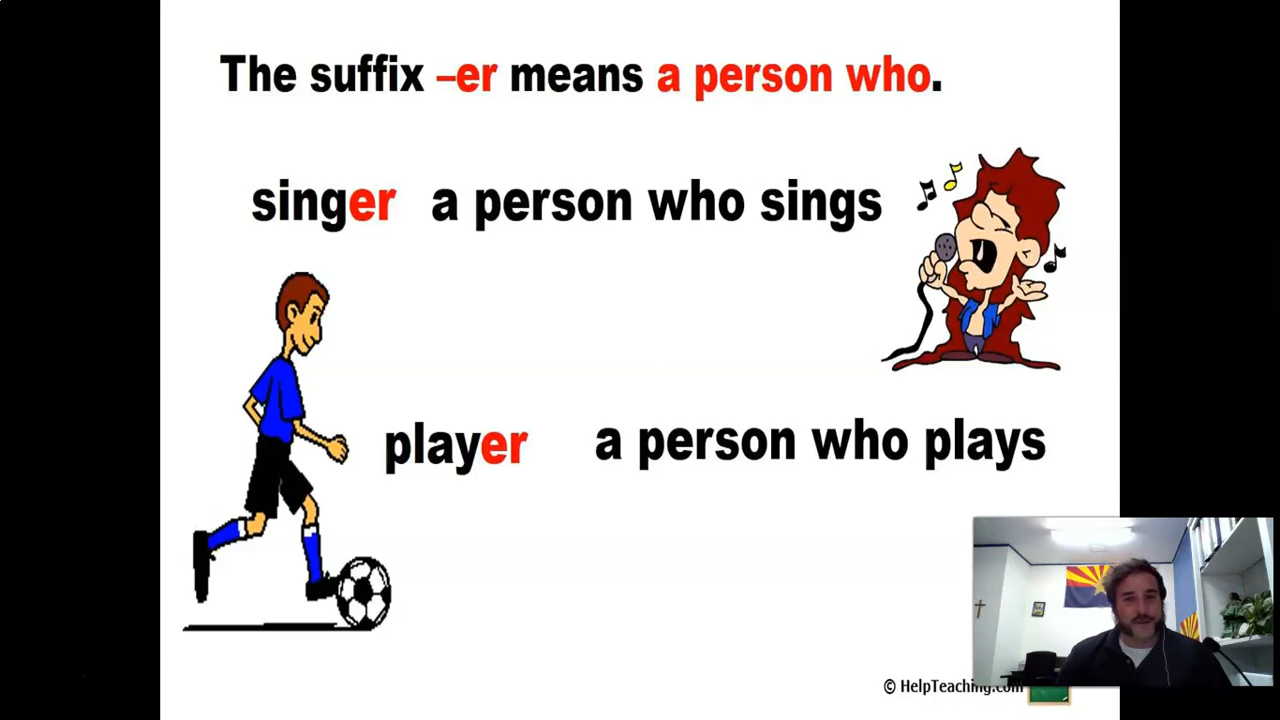 The suffix –er means a person who.
singer a person who sings
player a person who plays
© HelpTeaching.com